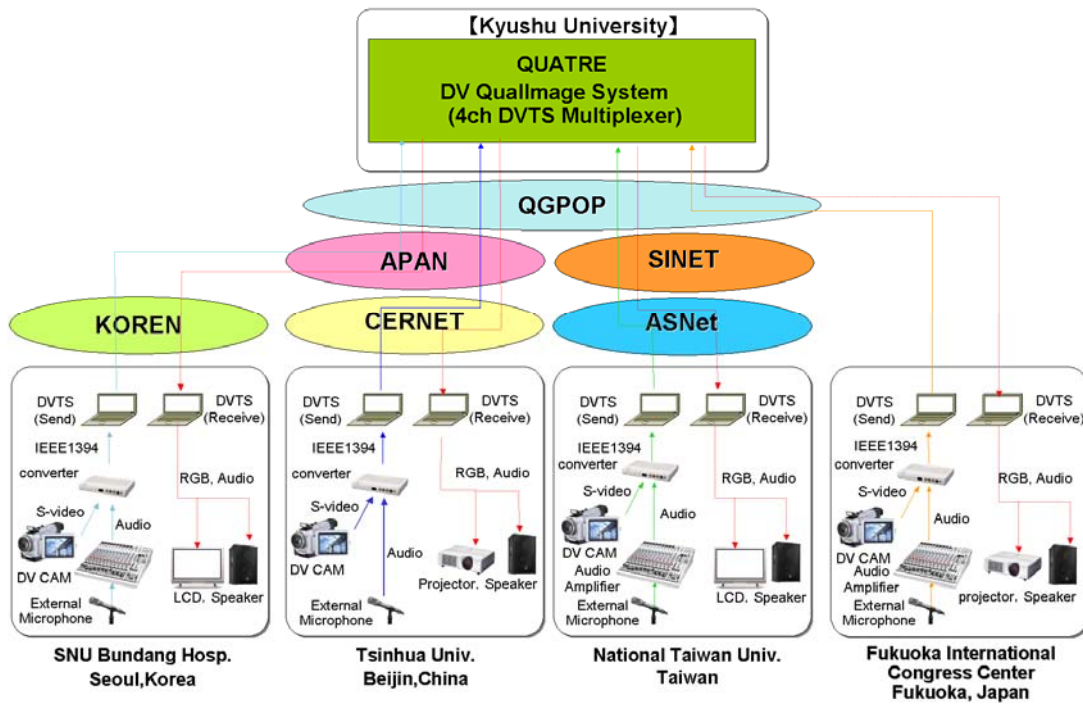 【Kyushu University】
QUATRE
DV QualImage System
(4ch DVTS Multiplexer)
QGPOP
APAN
SINET
KOREN
CERNET
ASNet
DVTS
(Send)
DVTS
(Receive)
IEEE1394
converter
RGB, Audio
S-video
Audio
DV CAM
LCD, Speaker
External
Microphone
SNU Bundang Hosp.
Seoul,Korea
DVTS
(Send)
DVTS
(Receive)
IEEE1394
converter
RGB, Audio
S-video
Audio
DV CAM
Projector, Speaker
External
Microphone
Tsinhua Univ.
Beijin,China
DVTS
(Send)
DVTS
(Receive)
IEEE1394
converter
RGB, Audio
S-video
Audio
DV CAM
Audio
Amplifier
LCD, Speaker
External
Microphone
National Taiwan Univ.
Taiwan
DVTS
(Send)
DVTS
(Receive)
IEEE1394
converter
RGB, Audio
S-video
Audio
DV CAM
Audio
Amplifier
projector, Speaker
External
Microphone
Fukuoka International
Congress Center
Fukuoka, Japan